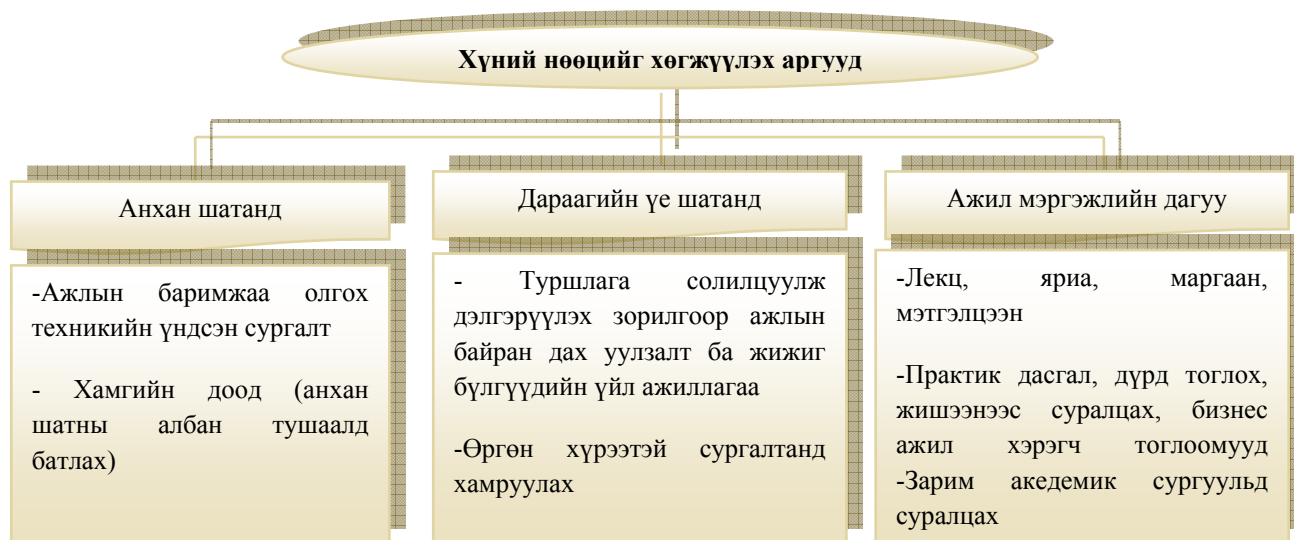 Хүний нөөцийг хөгжүүлэх аргууд
Анхан шатанд
-Ажлын баримжаа олгох
техникийн үндсэн сургалт
- Хамгийн доод (анхан
шатны албан тушаалд
батлах)
Дараагийн үе шатанд
- Туршлага солилцуулж
дэлгэрүүлэх зорилгоор ажлын
байран дах уулзалт ба жижиг
бүлгүүдийн үйл ажиллагаа
-Өргөн хүрээтэй сургалтанд
хамруулах
Ажил мэргэжлийн дагуу
-Лекц, яриа, маргаан,
мэтгэлцээн
-Практик дасгал, дүрд тоглох,
жишээнээс суралцах, бизнес
ажил хэрэгч тоглоомууд
-Зарим акедемик сургуульд
суралцах